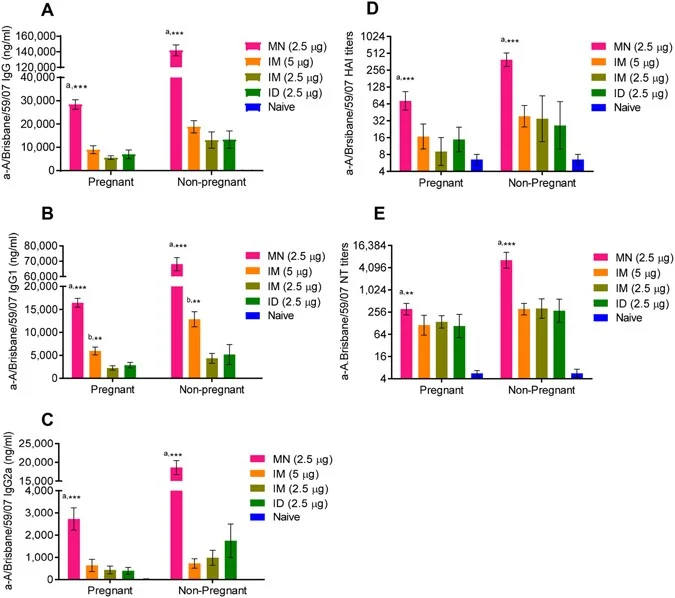 A
a-A/Brisbane/59/07 IgG (ng/ml)
160,000
140,000
120,000
100,000
40,000
30,000
20,000
10,000
0
a,***
a,***
Pregnant
Non-pregnant
MN (2.5 µg)
IM (5 µg)
IM (2.5 µg)
ID (2.5 µg)
Naive
D
a-A/Brsibane/59/07 HAI titers
1024
512
256
128
64
32
16
8
4
a,***
a,***
Pregnant
Non-pregnant
MN (2.5 µg)
IM (5 µg)
IM (2.5 µg)
ID (2.5 µg)
Naive
B
a-A/Brisbane/59/07 IgG1 (ng/ml)
80,000
70,000
60,000
20,000
15,000
10,000
5,000
0
a,***
b,**
a,***
b,**
Pregnant
Non-pregnant
MN (2.5 µg)
IM (5 µg)
IM (2.5 µg)
ID (2.5 µg)
Naive
E
a-A.Brisbane/59/07 NT titers
16,384
4,096
1,024
256
64
16
4
a,**
a,***
Pregnant
Non-pregnant
MN (2.5 µg)
IM (5 µg)
IM (2.5 µg)
ID (2.5 µg)
Naive
C
a-A/Brisbane/59/07 IgG2a (ng/ml)
25,000
20,000
15,000
4,000
3,000
2,000
1,000
0
a,***
a,***
Pregnant
Non-Pregnant
MN (2.5 µg)
IM (5 µg)
IM (2.5 µg)
ID (2.5 µg)
Naive